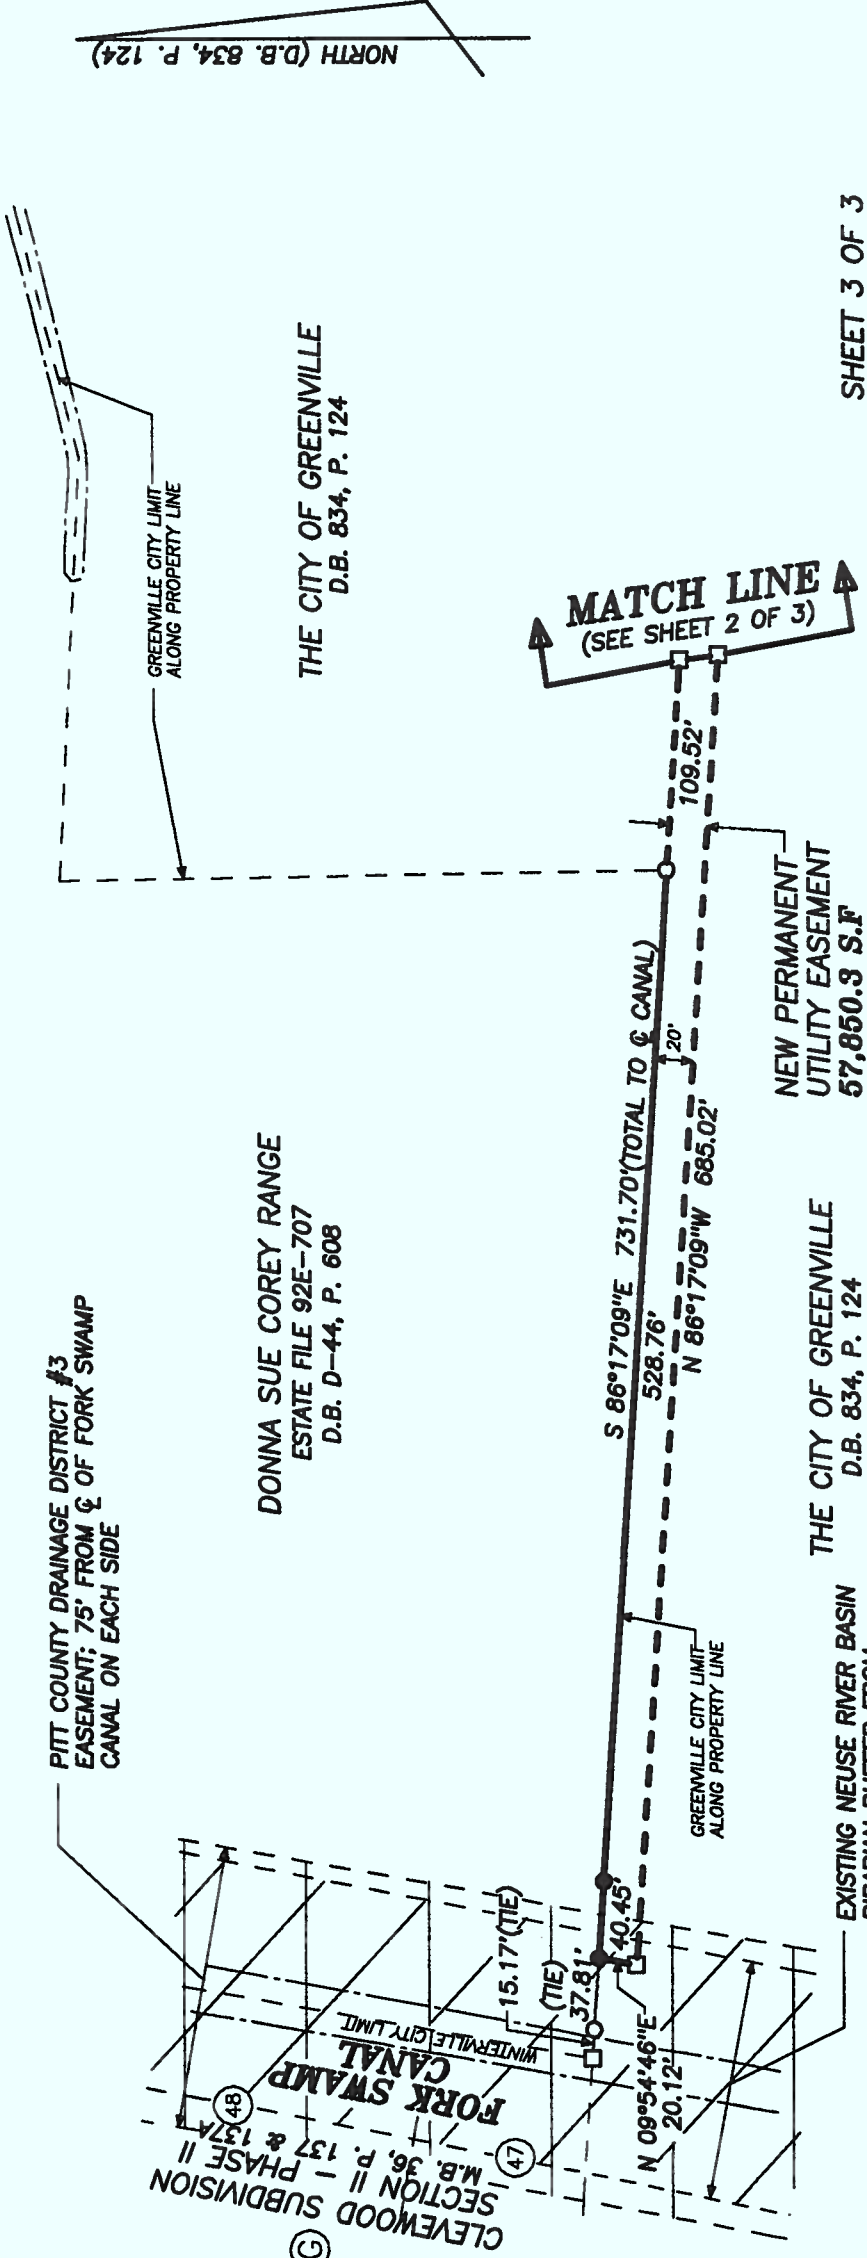 NORTH (D.B. 834, P. 124)
GREENVILLE CITY LIMIT
ALONG PROPERTY LINE
THE CITY OF GREENVILLE
D.B. 834, P. 124
MATCH LINE
(SEE SHEET 2 OF 3)
SHEET 3 OF 3
109.52'
NEW PERMANENT
UTILITY EASEMENT
57,850.3 S.F
DONNA SUE COREY RANGE
ESTATE FILE 92E-707
D.B. D-44, P. 608
S 86°17'09"E 731.70'(TOTAL TO ℄ CANAL)
528.76'
20'
N 86°17'09"W 685.02'
THE CITY OF GREENVILLE
D.B. 834, P. 124
GREENVILLE CITY LIMIT
ALONG PROPERTY LINE
PITT COUNTY DRAINAGE DISTRICT #3
EASEMENT; 75' FROM ℄ OF FORK SWAMP
CANAL ON EACH SIDE
15.17'(TIE)
(TIE)
37.81'
40.45'
N 09°54'46"E
20.12'
EXISTING NEUSE RIVER BASIN
WINTERVILLE CITY LIMIT
FORK SWAMP
CANAL
48
47
CLEVEWOOD SUBDIVISION
SECTION II - PHASE II
M.B. 36, P. 137 & 137A
G